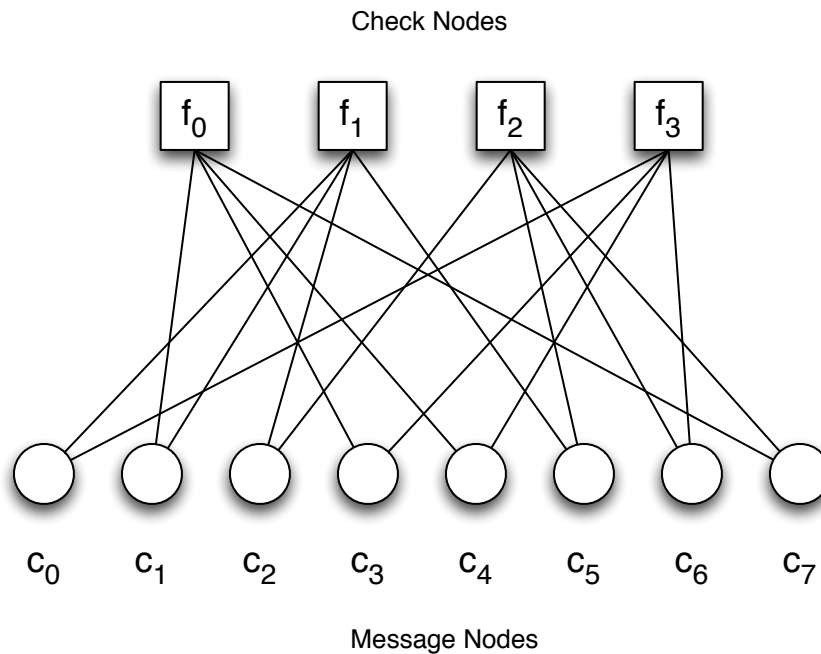 Check Nodes
f₀ f₁ f₂ f₃
c₀ c₁ c₂ c₃ c₄ c₅ c₆ c₇
Message Nodes